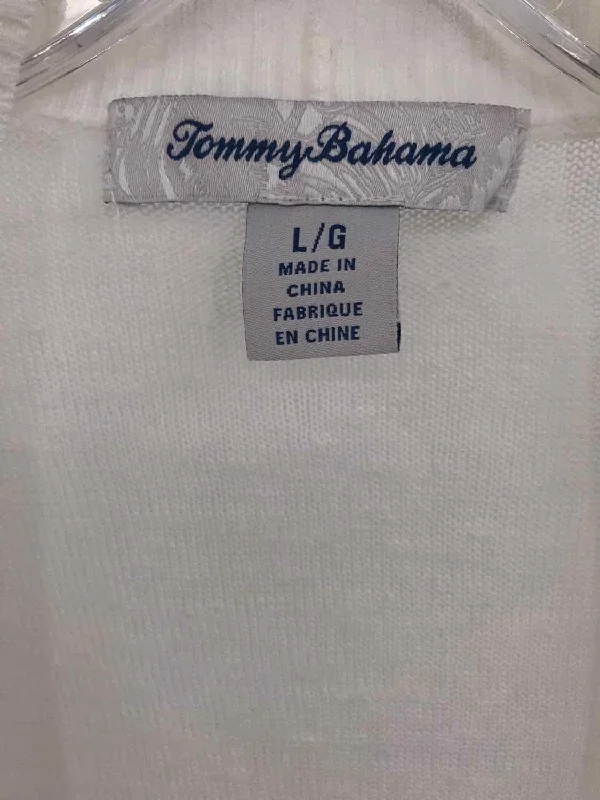 Tommy Bahama
L/G
MADE IN
CHINA
FABRIQUE
EN CHINE